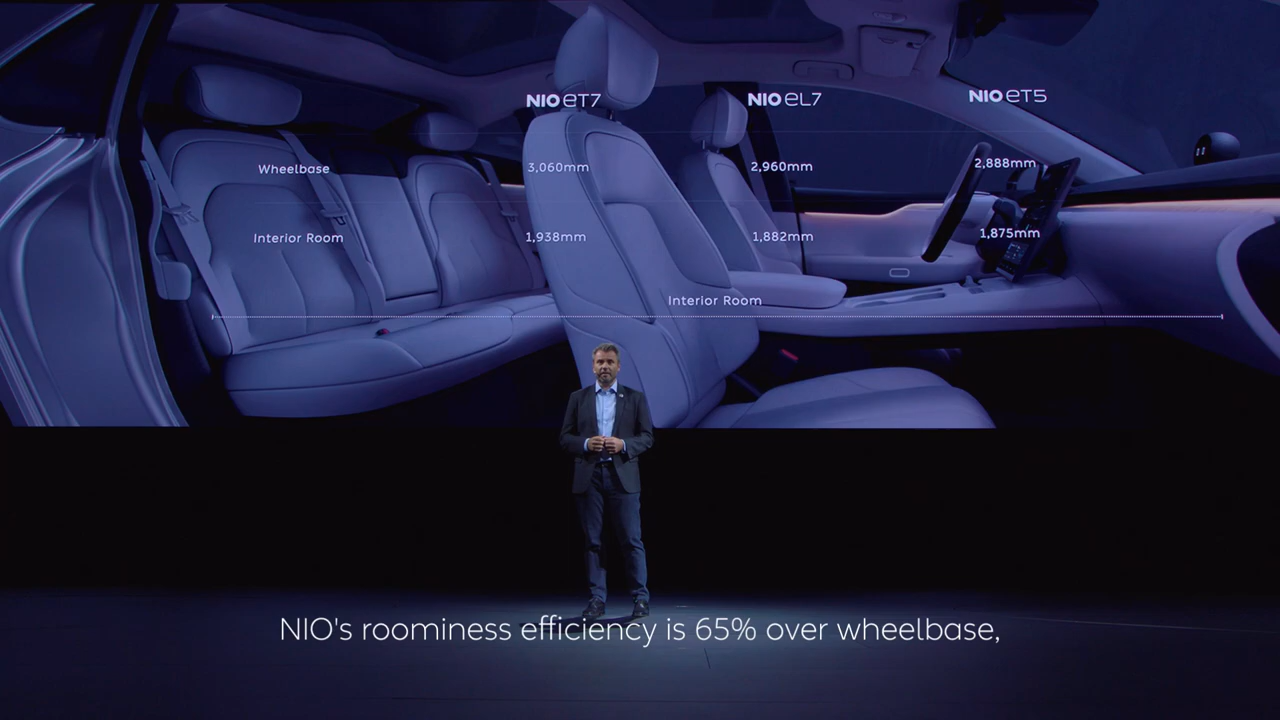 NIO eT7 NIO eL7 NIO eT5
Wheelbase 3,060mm 2,960mm 2,888mm
Interior Room 1,938mm 1,882mm 1,875mm
Interior Room
NIO's roominess efficiency is 65% over wheelbase,